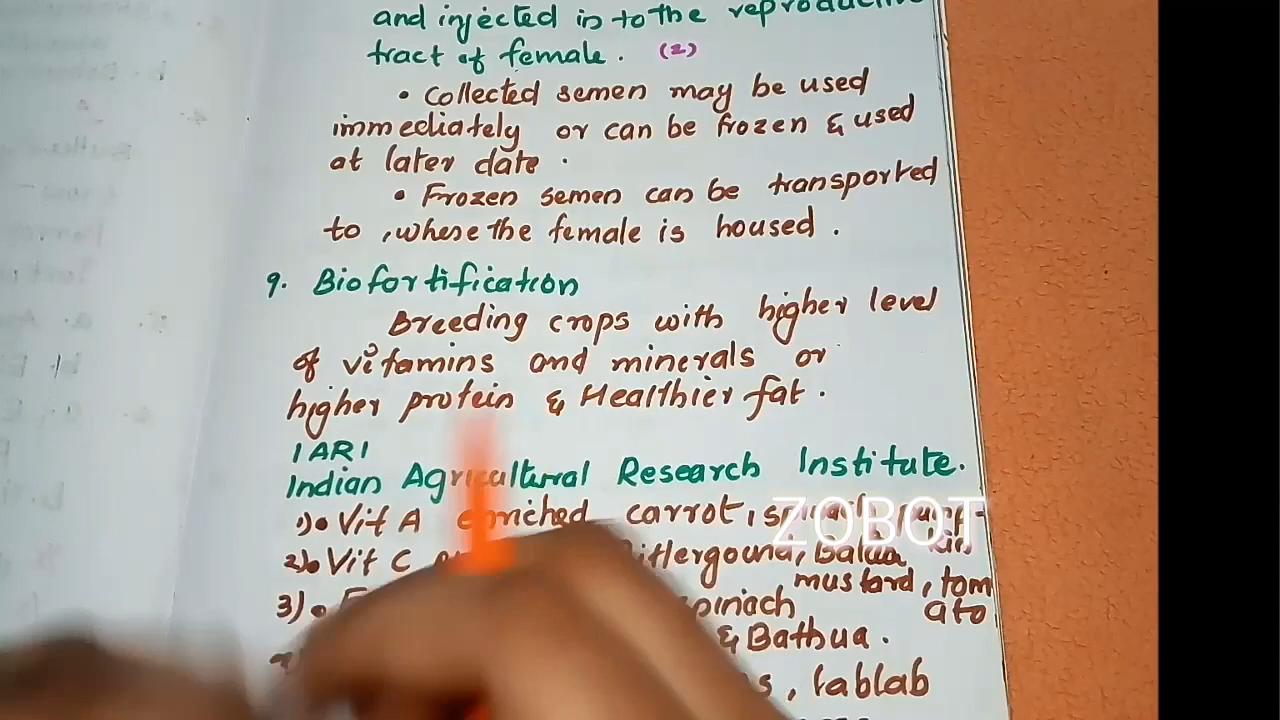 and injected in to the reproductive
tract of female. (2)
• Collected semen may be used
immediately or can be frozen & used
at later date.
• Frozen semen can be transported
to, where the female is housed.
9. Biofortification
Breeding crops with higher level
of vitamins and minerals or
higher protein & Healthier fat.
IARI
Indian Agricultural Research Institute.
1)• Vit A enriched carrot,
ZOBOT
2)• Vit C
mustard, tom
3)• spinach ato
& Bathua.
, lablab